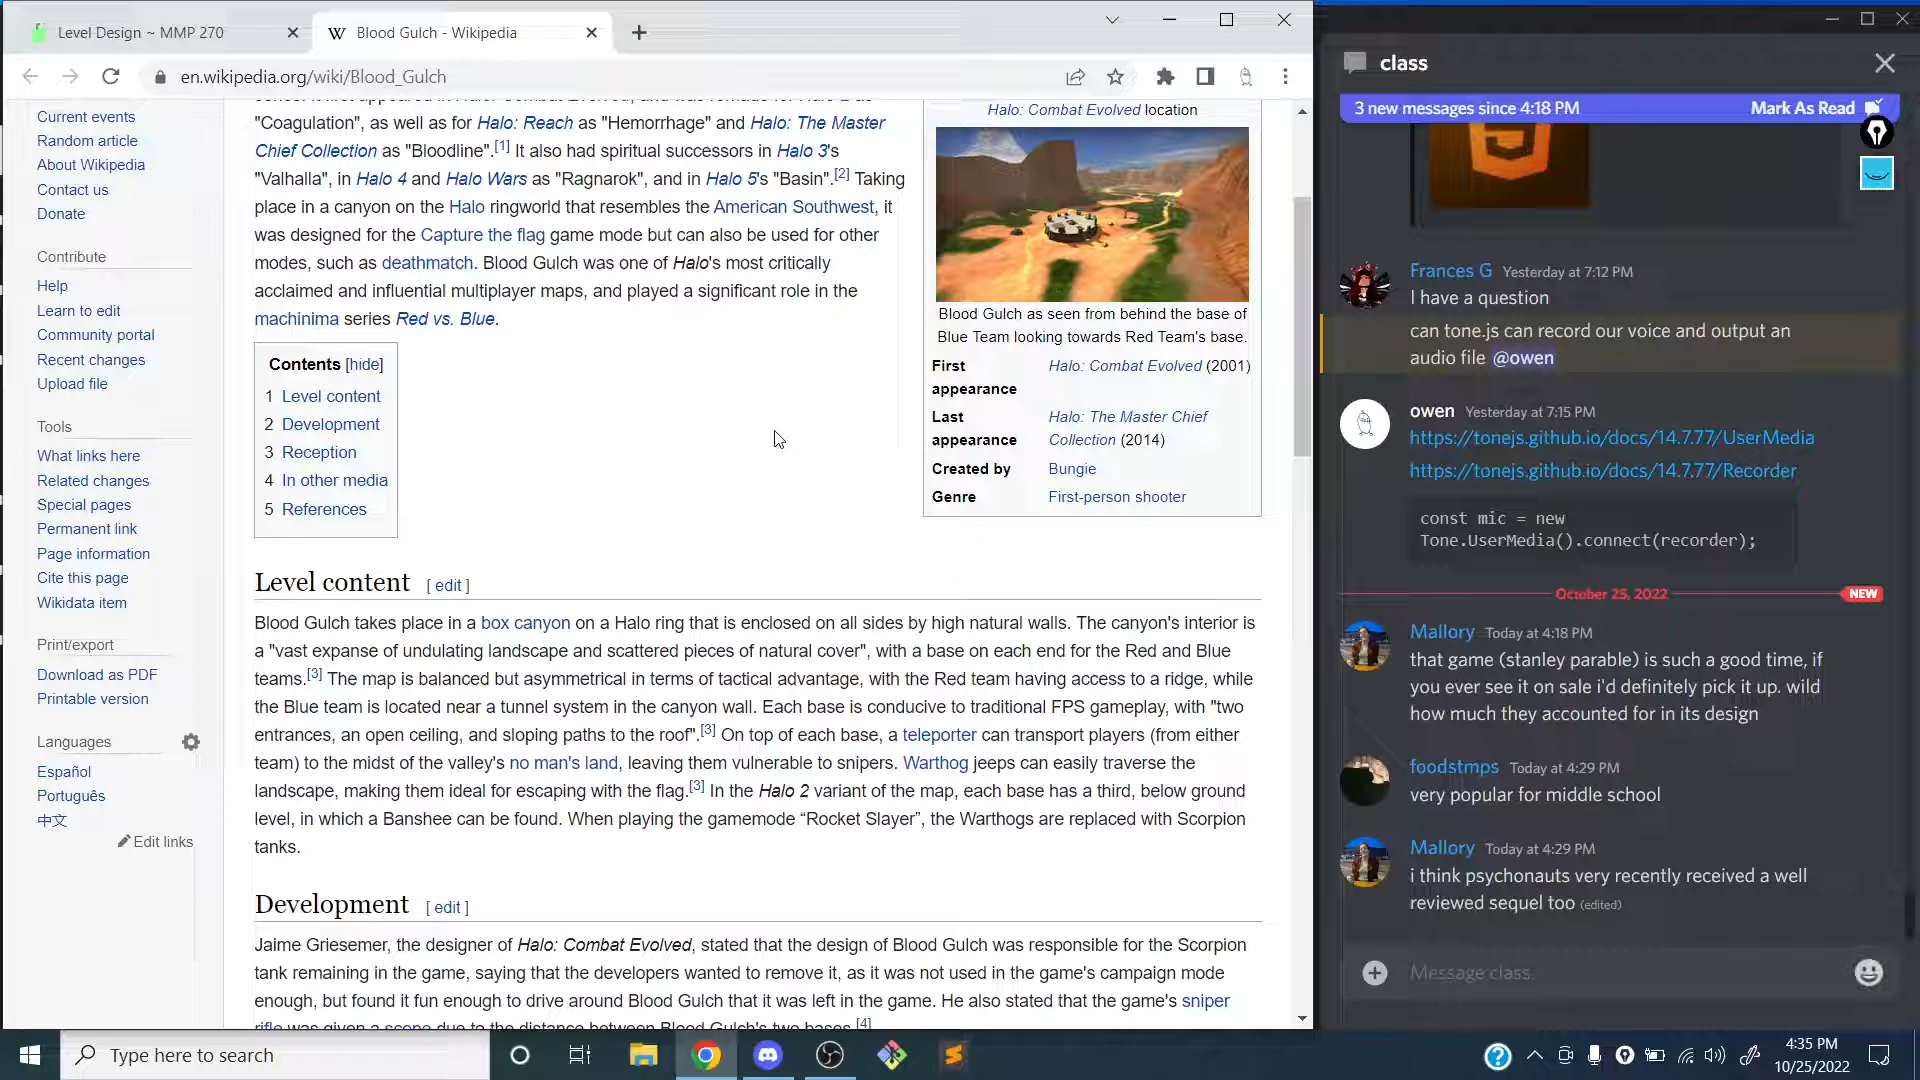 Level Design ~ MMP 270
Blood Gulch - Wikipedia
en.wikipedia.org/wiki/Blood_Gulch
Current events
Random article
About Wikipedia
Contact us
Donate
Contribute
Help
Learn to edit
Community portal
Recent changes
Upload file
Tools
What links here
Related changes
Special pages
Permanent link
Page information
Cite this page
Wikidata item
Print/export
Download as PDF
Printable version
Languages
Español
Português
中文
Edit links
"Coagulation", as well as for Halo: Reach as "Hemorrhage" and Halo: The Master
Chief Collection as "Bloodline".[1] It also had spiritual successors in Halo 3's
"Valhalla", in Halo 4 and Halo Wars as "Ragnarok", and in Halo 5's "Basin".[2] Taking
place in a canyon on the Halo ringworld that resembles the American Southwest, it
was designed for the Capture the flag game mode but can also be used for other
modes, such as deathmatch. Blood Gulch was one of Halo's most critically
acclaimed and influential multiplayer maps, and played a significant role in the
machinima series Red vs. Blue.
Halo: Combat Evolved location
Blood Gulch as seen from behind the base of
Blue Team looking towards Red Team's base.
First appearance Halo: Combat Evolved (2001)
Last appearance Halo: The Master Chief Collection (2014)
Created by Bungie
Genre First-person shooter
Contents [hide]
1 Level content
2 Development
3 Reception
4 In other media
5 References
Level content [ edit ]
Blood Gulch takes place in a box canyon on a Halo ring that is enclosed on all sides by high natural walls. The canyon's interior is
a "vast expanse of undulating landscape and scattered pieces of natural cover", with a base on each end for the Red and Blue
teams.[3] The map is balanced but asymmetrical in terms of tactical advantage, with the Red team having access to a ridge, while
the Blue team is located near a tunnel system in the canyon wall. Each base is conducive to traditional FPS gameplay, with "two
entrances, an open ceiling, and sloping paths to the roof".[3] On top of each base, a teleporter can transport players (from either
team) to the midst of the valley's no man's land, leaving them vulnerable to snipers. Warthog jeeps can easily traverse the
landscape, making them ideal for escaping with the flag.[3] In the Halo 2 variant of the map, each base has a third, below ground
level, in which a Banshee can be found. When playing the gamemode “Rocket Slayer”, the Warthogs are replaced with Scorpion
tanks.
Development [ edit ]
Jaime Griesemer, the designer of Halo: Combat Evolved, stated that the design of Blood Gulch was responsible for the Scorpion
tank remaining in the game, saying that the developers wanted to remove it, as it was not used in the game's campaign mode
enough, but found it fun enough to drive around Blood Gulch that it was left in the game. He also stated that the game's sniper
rifle was given a scope due to the distance between Blood Gulch's two bases.[4]
class
3 new messages since 4:18 PM Mark As Read
Frances G Yesterday at 7:12 PM
I have a question
can tone.js can record our voice and output an
audio file @owen
owen Yesterday at 7:15 PM
https://tonejs.github.io/docs/14.7.77/UserMedia
https://tonejs.github.io/docs/14.7.77/Recorder
const mic = new
Tone.UserMedia().connect(recorder);
October 25, 2022 NEW
Mallory Today at 4:18 PM
that game (stanley parable) is such a good time, if
you ever see it on sale i'd definitely pick it up. wild
how much they accounted for in its design
foodstmps Today at 4:29 PM
very popular for middle school
Mallory Today at 4:29 PM
i think psychonauts very recently received a well
reviewed sequel too (edited)
Message class
Type here to search
4:35 PM
10/25/2022